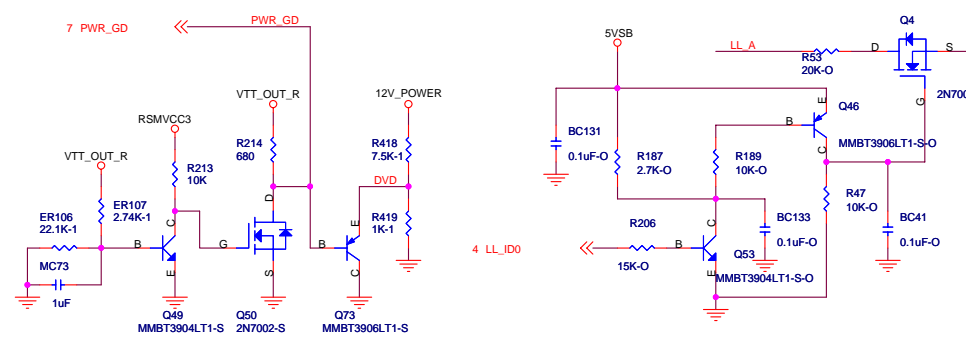 7 PWR_GD
PWR_GD
VTT_OUT_R
12V_POWER
RSMVCC3
R214
680
R418
7.5K-1
VTT_OUT_R
R213
10K
DVD
D
E
ER107
2.74K-1
ER106
22.1K-1
C
B
G
B
R419
1K-1
E
S
C
MC73
1uF
Q49
MMBT3904LT1-S
Q50
2N7002-S
Q73
MMBT3906LT1-S
5VSB
LL_A
R53
20K-O
Q4
D
S
G
2N700
E
Q46
B
C
MMBT3906LT1-S-O
BC131
0.1uF-O
R187
2.7K-O
R189
10K-O
R47
10K-O
BC41
0.1uF-O
BC133
0.1uF-O
4 LL_ID0
R206
15K-O
B
C
E
Q53
MMBT3904LT1-S-O